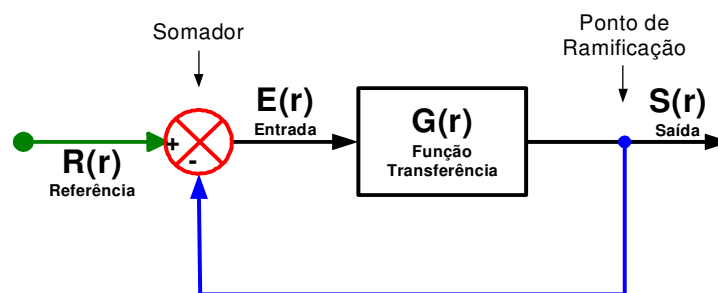 Somador
Ponto de
Ramificação
E(r)
Entrada
G(r)
Função
Transferência
S(r)
Saída
+
-
R(r)
Referência